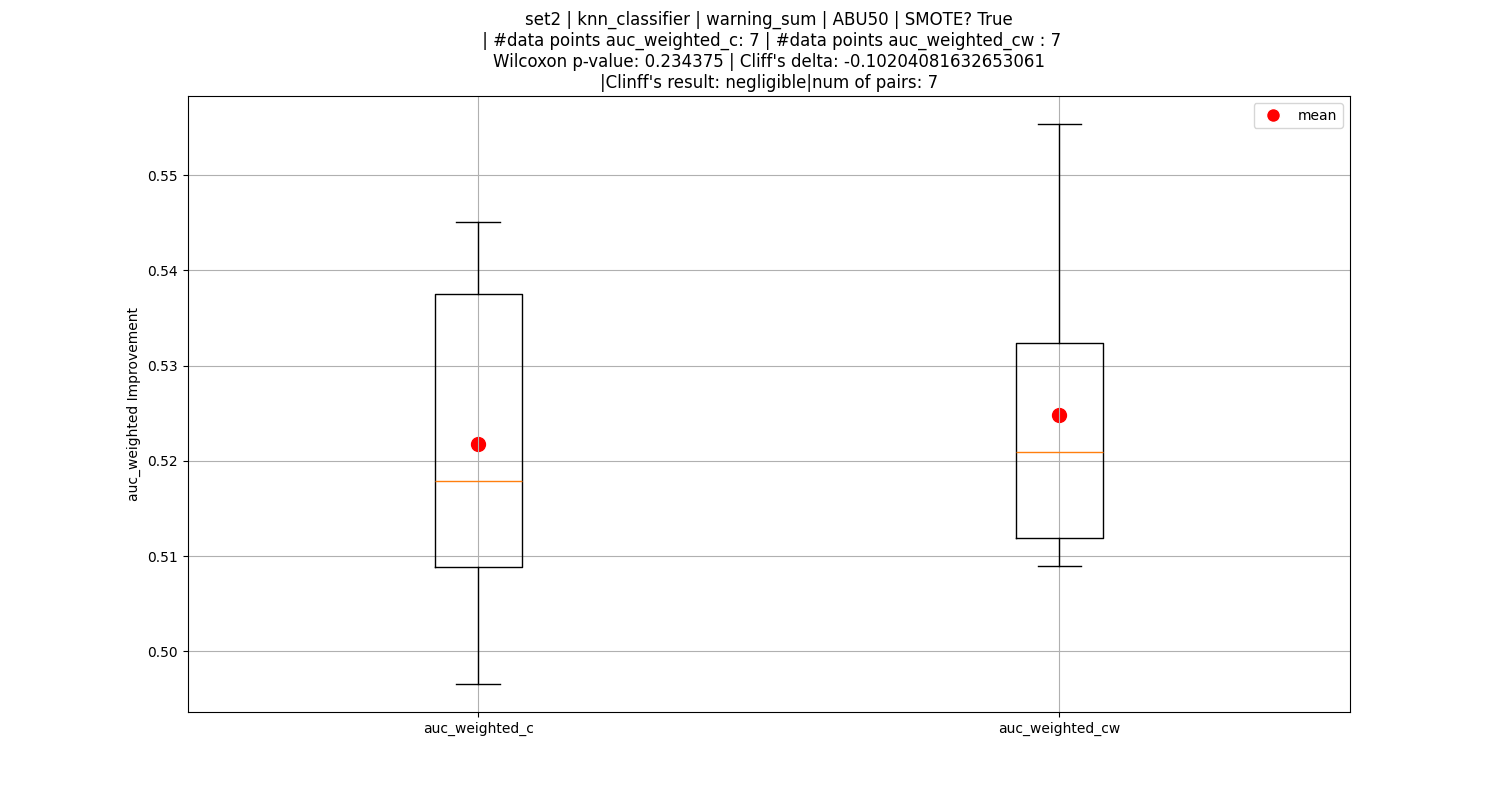 set2 | knn_classifier | warning_sum | ABU50 | SMOTE? True
| #data points auc_weighted_c: 7 | #data points auc_weighted_cw : 7
Wilcoxon p-value: 0.234375 | Cliff's delta: -0.10204081632653061
|Clinff's result: negligible|num of pairs: 7
mean
auc_weighted Improvement
0.55
0.54
0.53
0.52
0.51
0.50
auc_weighted_c
auc_weighted_cw